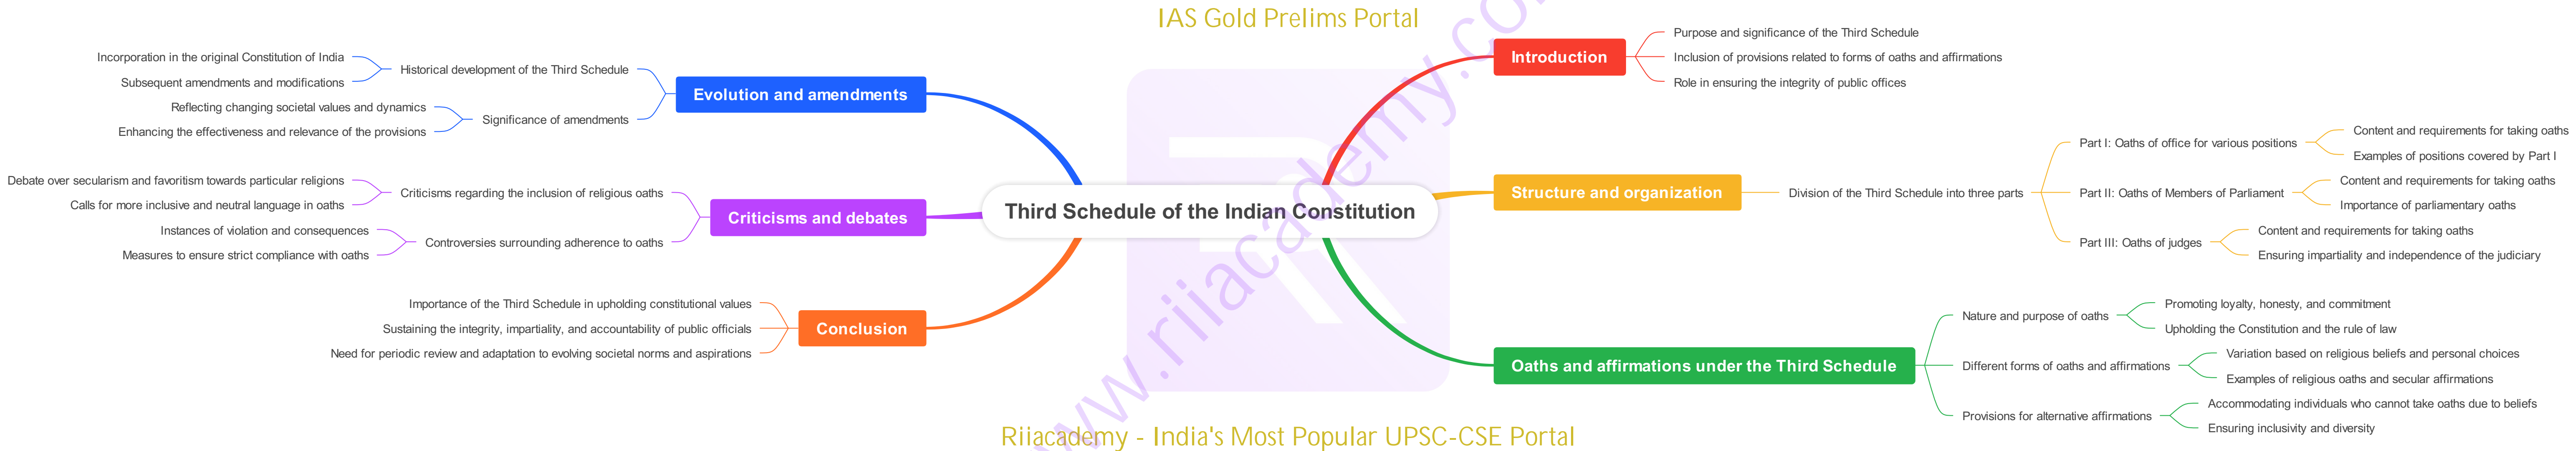 IAS Gold Prelims Portal
Third Schedule of the Indian Constitution
Introduction
Purpose and significance of the Third Schedule
Inclusion of provisions related to forms of oaths and affirmations
Role in ensuring the integrity of public offices
Structure and organization
Division of the Third Schedule into three parts
Part I: Oaths of office for various positions
Content and requirements for taking oaths
Examples of positions covered by Part I
Part II: Oaths of Members of Parliament
Content and requirements for taking oaths
Importance of parliamentary oaths
Part III: Oaths of judges
Content and requirements for taking oaths
Ensuring impartiality and independence of the judiciary
Oaths and affirmations under the Third Schedule
Nature and purpose of oaths
Promoting loyalty, honesty, and commitment
Upholding the Constitution and the rule of law
Different forms of oaths and affirmations
Variation based on religious beliefs and personal choices
Examples of religious oaths and secular affirmations
Provisions for alternative affirmations
Accommodating individuals who cannot take oaths due to beliefs
Ensuring inclusivity and diversity
Evolution and amendments
Historical development of the Third Schedule
Incorporation in the original Constitution of India
Subsequent amendments and modifications
Significance of amendments
Reflecting changing societal values and dynamics
Enhancing the effectiveness and relevance of the provisions
Criticisms and debates
Criticisms regarding the inclusion of religious oaths
Debate over secularism and favoritism towards particular religions
Calls for more inclusive and neutral language in oaths
Controversies surrounding adherence to oaths
Instances of violation and consequences
Measures to ensure strict compliance with oaths
Conclusion
Importance of the Third Schedule in upholding constitutional values
Sustaining the integrity, impartiality, and accountability of public officials
Need for periodic review and adaptation to evolving societal norms and aspirations
Riiacademy - India's Most Popular UPSC-CSE Portal
www.riiacademy.com